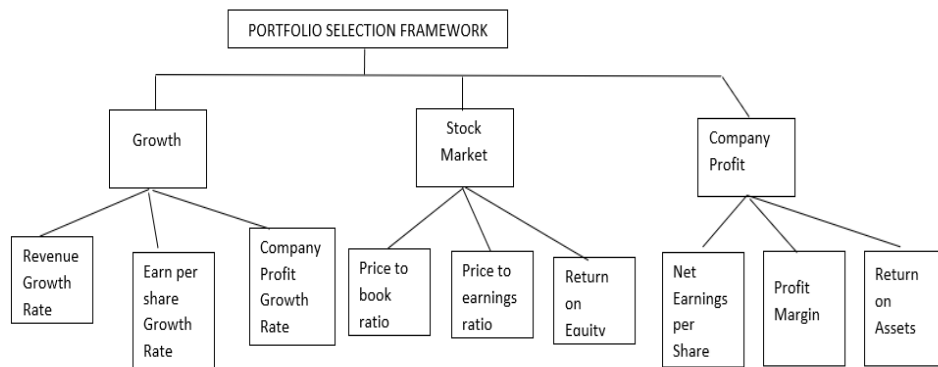 PORTFOLIO SELECTION FRAMEWORK
Growth
Stock
Market
Company
Profit
Revenue
Growth
Rate
Earn per
share
Growth
Rate
Company
Profit
Growth
Rate
Price to
book
ratio
Price to
earnings
ratio
Return
on
Equity
Net
Earnings
per
Share
Profit
Margin
Return
on
Assets